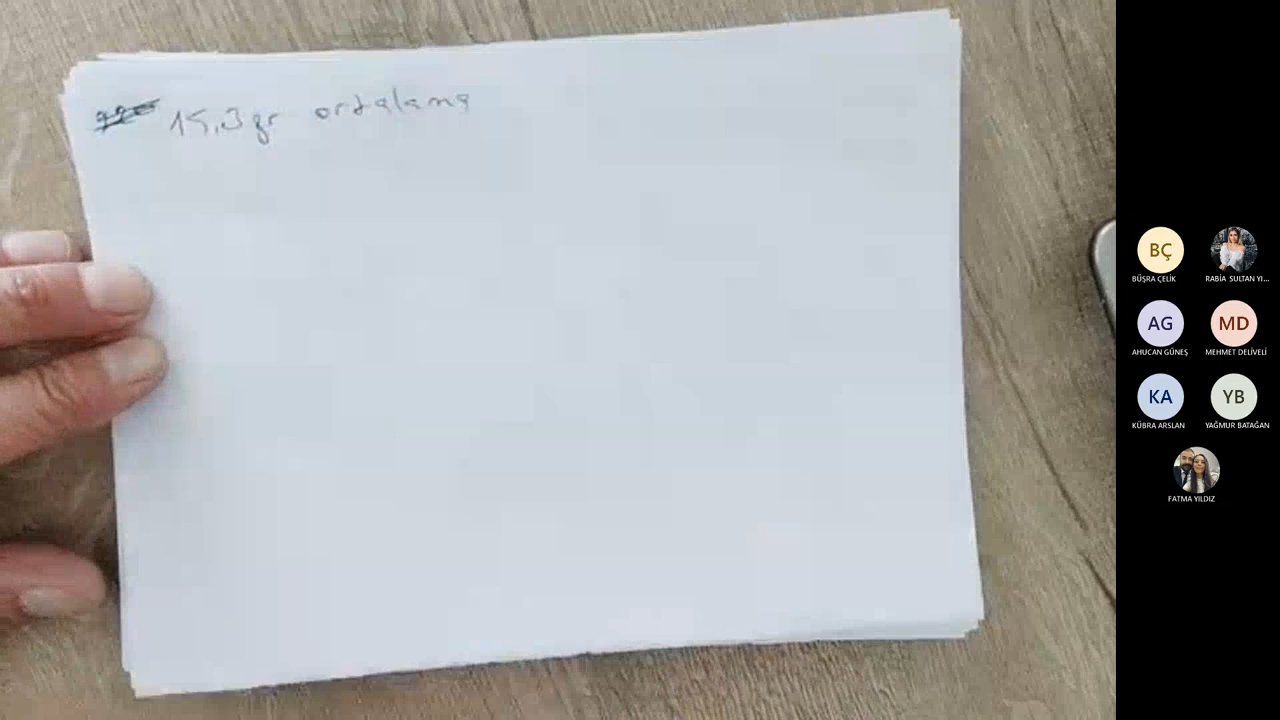 15,3 gr ortalama
BÇ
BÜŞRA ÇELİK
RABİA SULTAN YI...
AG
AHUCAN GÜNEŞ
MD
MEHMET DELİVELİ
KA
KÜBRA ARSLAN
YB
YAĞMUR BATAĞAN
FATMA YILDIZ